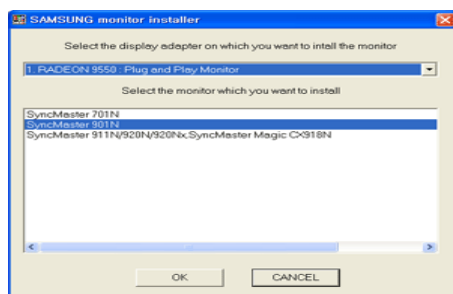 SAMSUNG monitor installer
Select the display adapter on which you want to intall the monitor
1. RADEON 9550 : Plug and Play Monitor
Select the monitor which you want to install
SyncMaster 701N
SyncMaster 901N
SyncMaster 911N/920N/920Nx,SyncMaster Magic CX918N
OK
CANCEL